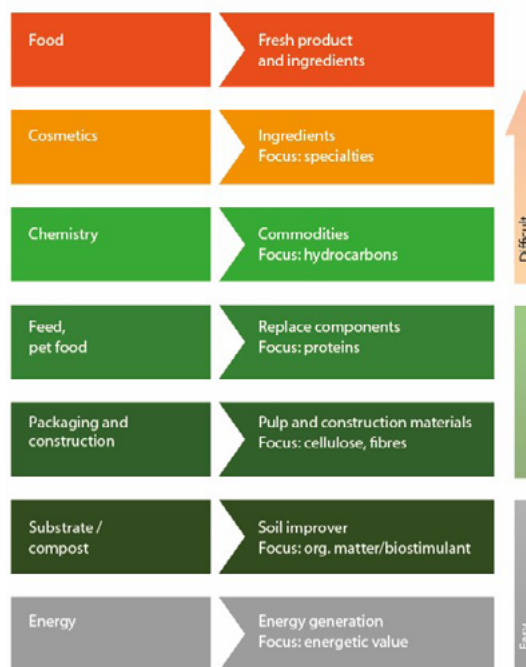 Food
Fresh product
and ingredients
Cosmetics
Ingredients
Focus: specialties
Chemistry
Commodities
Focus: hydrocarbons
Difficult
Feed,
pet food
Replace components
Focus: proteins
Packaging and
construction
Pulp and construction materials
Focus: cellulose, fibres
Substrate /
compost
Soil improver
Focus: org. matter/biostimulant
Energy
Energy generation
Focus: energetic value
Easy